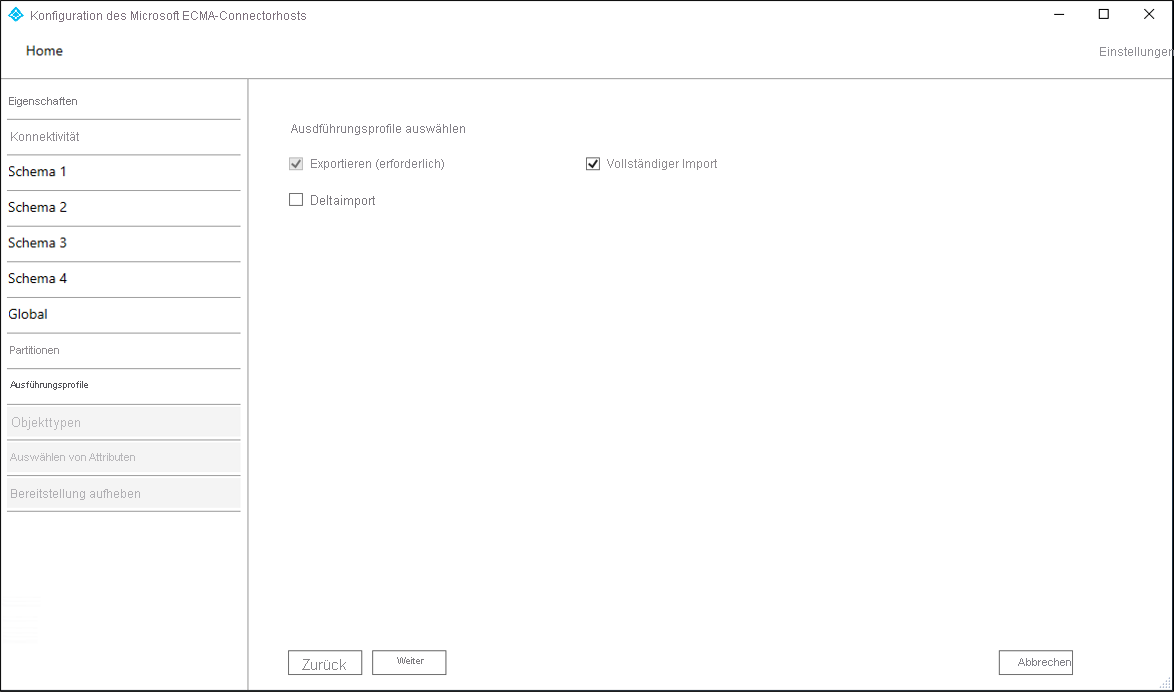 Konfiguration des Microsoft ECMA-Connectorhosts
Home
Einstellungen
Eigenschaften
Konnektivität
Schema 1
Schema 2
Schema 3
Schema 4
Global
Partitionen
Ausführungsprofile
Objekttypen
Auswählen von Attributen
Bereitstellung aufheben
Ausdführungsprofile auswählen
Exportieren (erforderlich)
Vollständiger Import
Deltaimport
Zurück
Weiter
Abbrechen